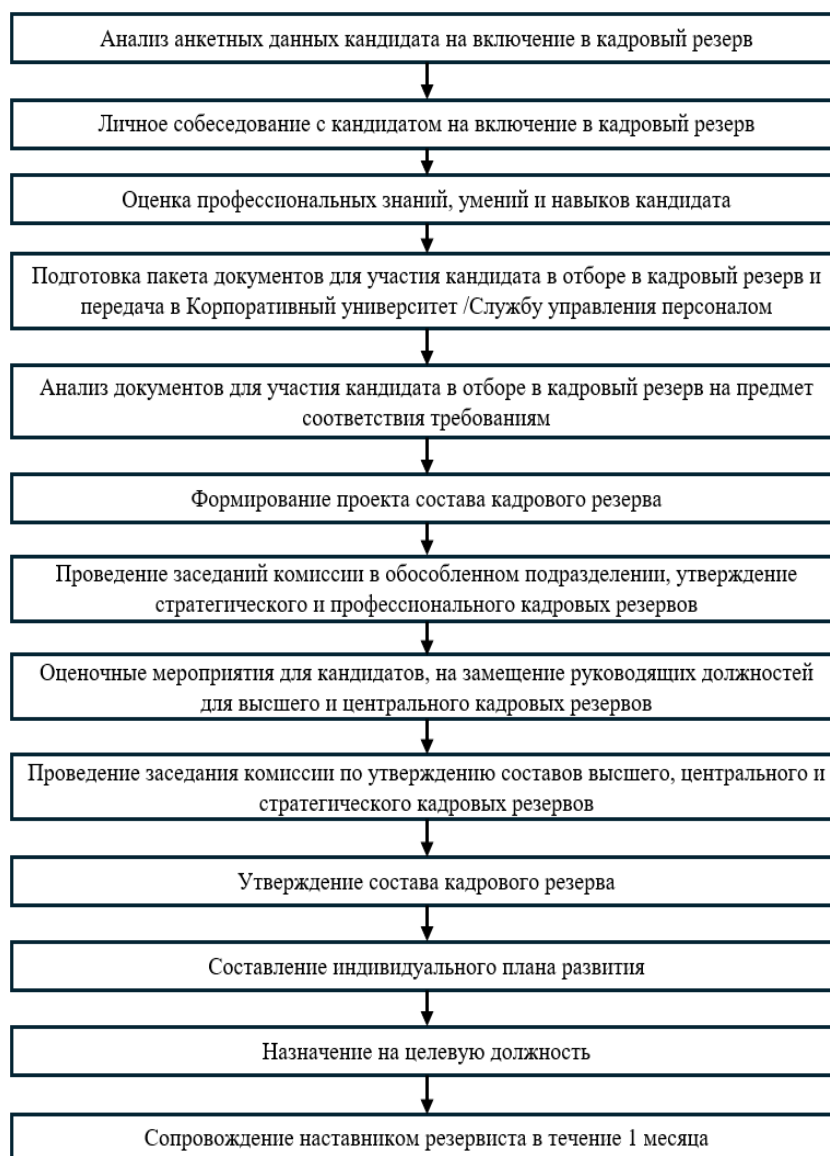 Анализ анкетных данных кандидата на включение в кадровый резерв
Личное собеседование с кандидатом на включение в кадровый резерв
Оценка профессиональных знаний, умений и навыков кандидата
Подготовка пакета документов для участия кандидата в отборе в кадровый резерв и
передача в Корпоративный университет /Службу управления персоналом
Анализ документов для участия кандидата в отборе в кадровый резерв на предмет
соответствия требованиям
Формирование проекта состава кадрового резерва
Проведение заседаний комиссии в обособленном подразделении, утверждение
стратегического и профессионального кадровых резервов
Оценочные мероприятия для кандидатов, на замещение руководящих должностей
для высшего и центрального кадровых резервов
Проведение заседания комиссии по утверждению составов высшего, центрального и
стратегического кадровых резервов
Утверждение состава кадрового резерва
Составление индивидуального плана развития
Назначение на целевую должность
Сопровождение наставником резервиста в течение 1 месяца